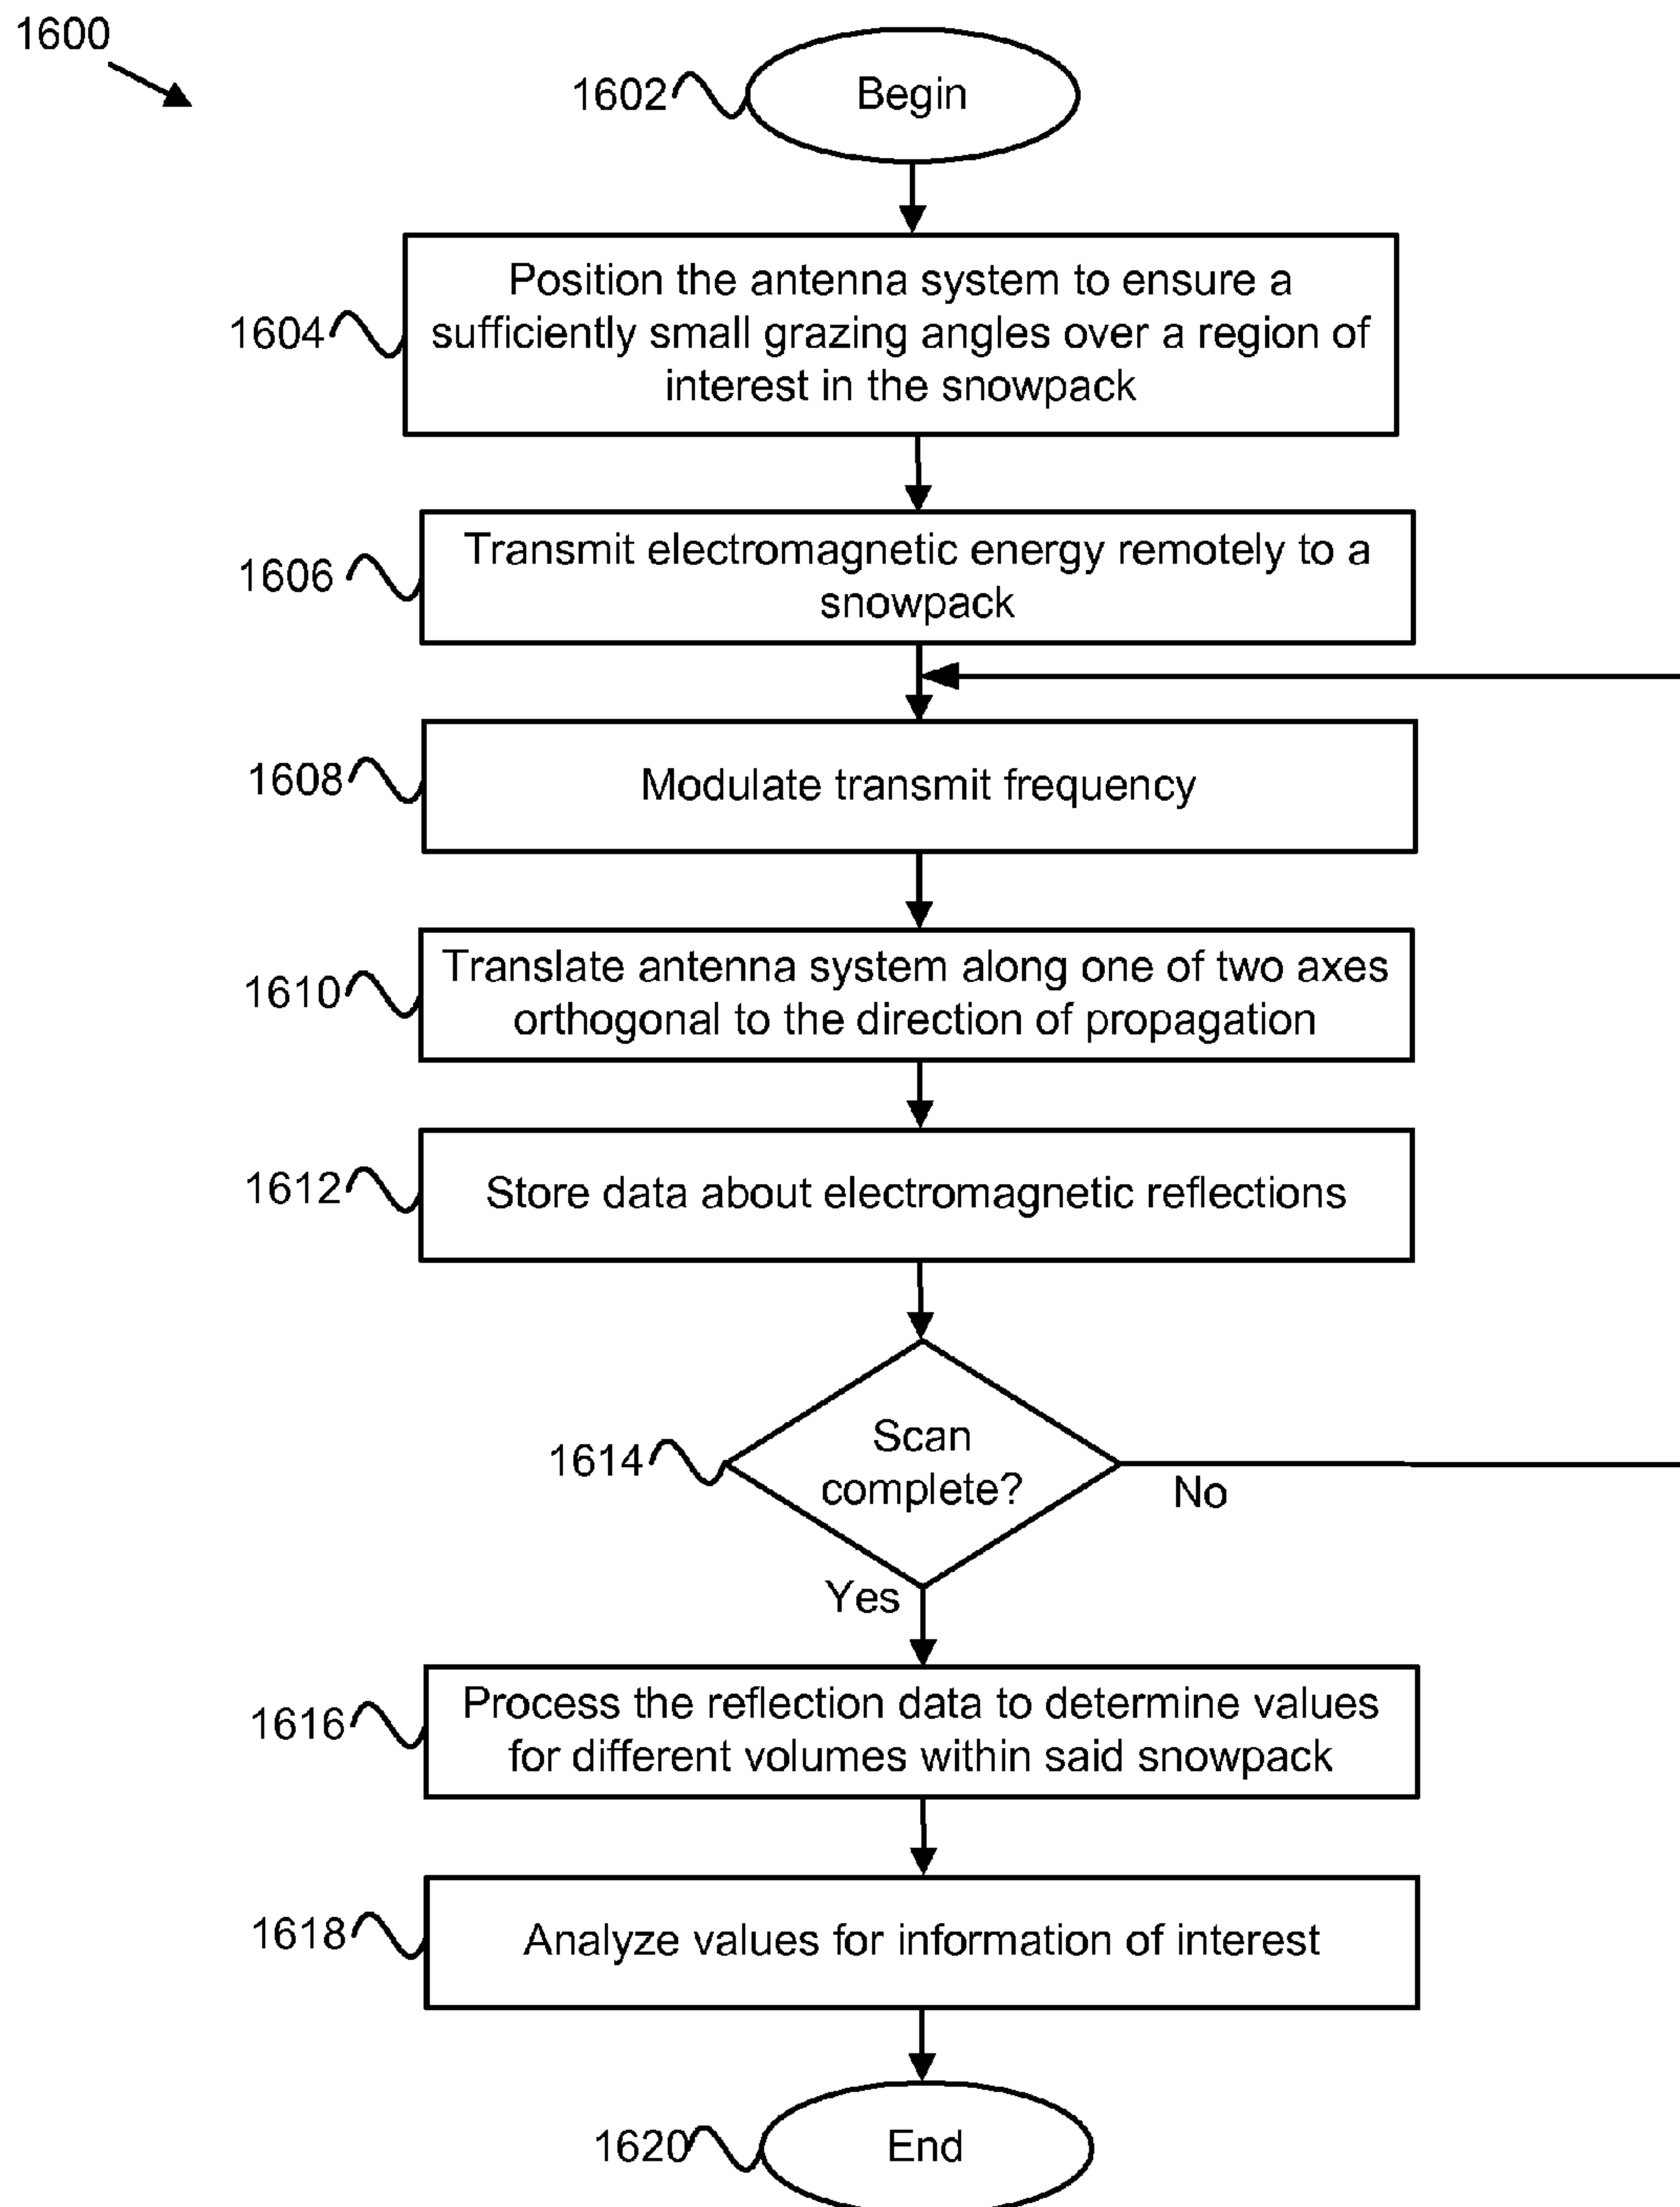 1600
1602
Begin
1604
Position the antenna system to ensure a
sufficiently small grazing angles over a region of
interest in the snowpack
1606
Transmit electromagnetic energy remotely to a
snowpack
1608
Modulate transmit frequency
1610
Translate antenna system along one of two axes
orthogonal to the direction of propagation
1612
Store data about electromagnetic reflections
1614
Scan
complete?
No
Yes
1616
Process the reflection data to determine values
for different volumes within said snowpack
1618
Analyze values for information of interest
1620
End